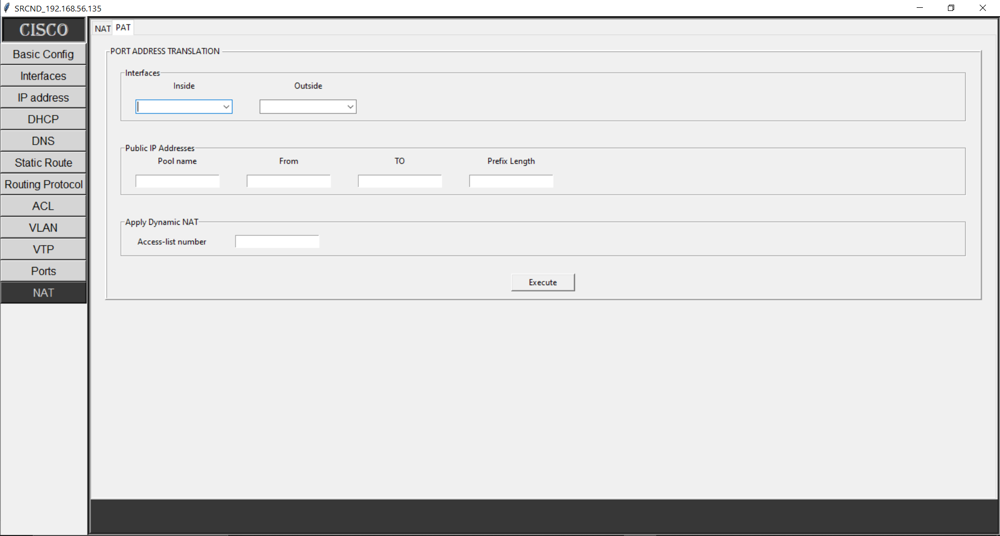 SRCND_192.168.56.135
CISCO
Basic Config
Interfaces
IP address
DHCP
DNS
Static Route
Routing Protocol
ACL
VLAN
VTP
Ports
NAT
NAT PAT
PORT ADDRESS TRANSLATION
Interfaces
Inside Outside
Public IP Addresses
Pool name From TO Prefix Length
Apply Dynamic NAT
Access-list number
Execute